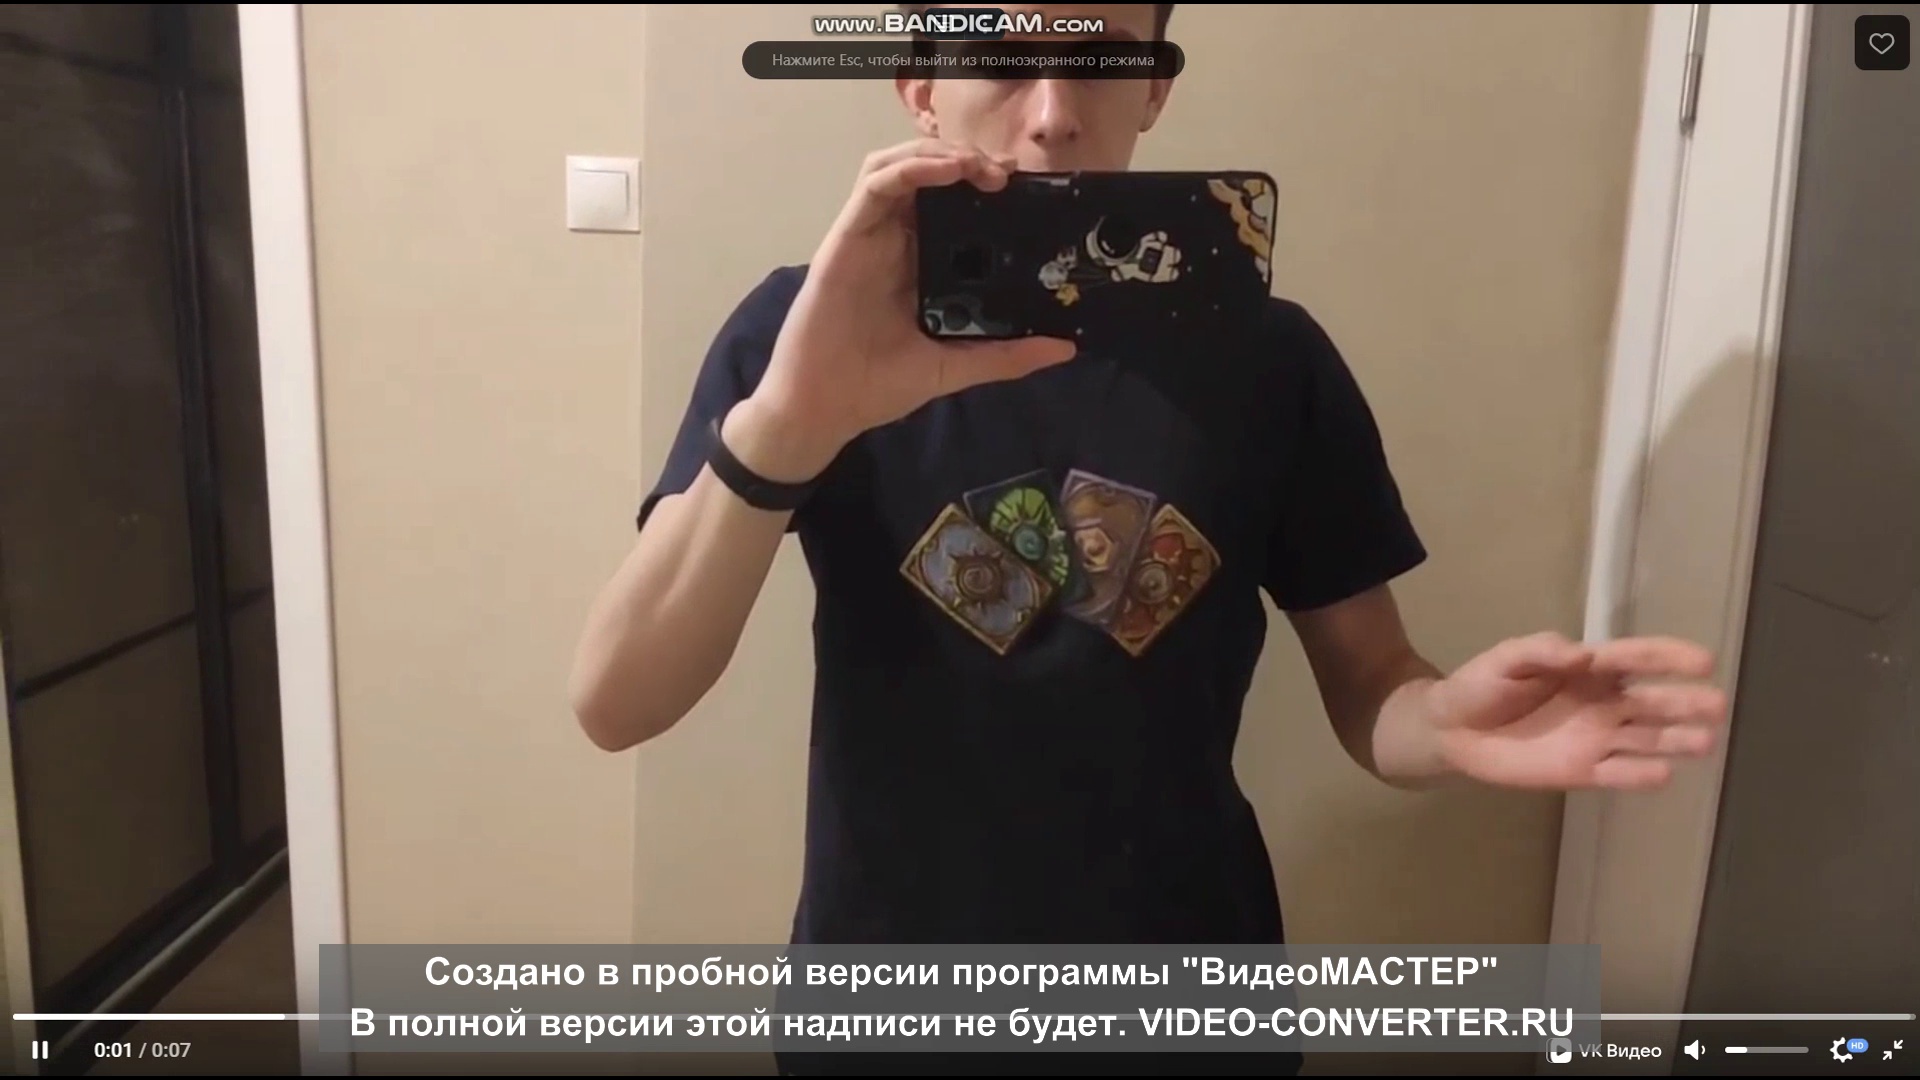 www.BANDICAM.com
Нажмите Esc, чтобы выйти из полноэкранного режима
Создано в пробной версии программы "ВидеоМАСТЕР"
В полной версии этой надписи не будет. VIDEO-CONVERTER.RU
0:01 / 0:07
VK Видео
HD